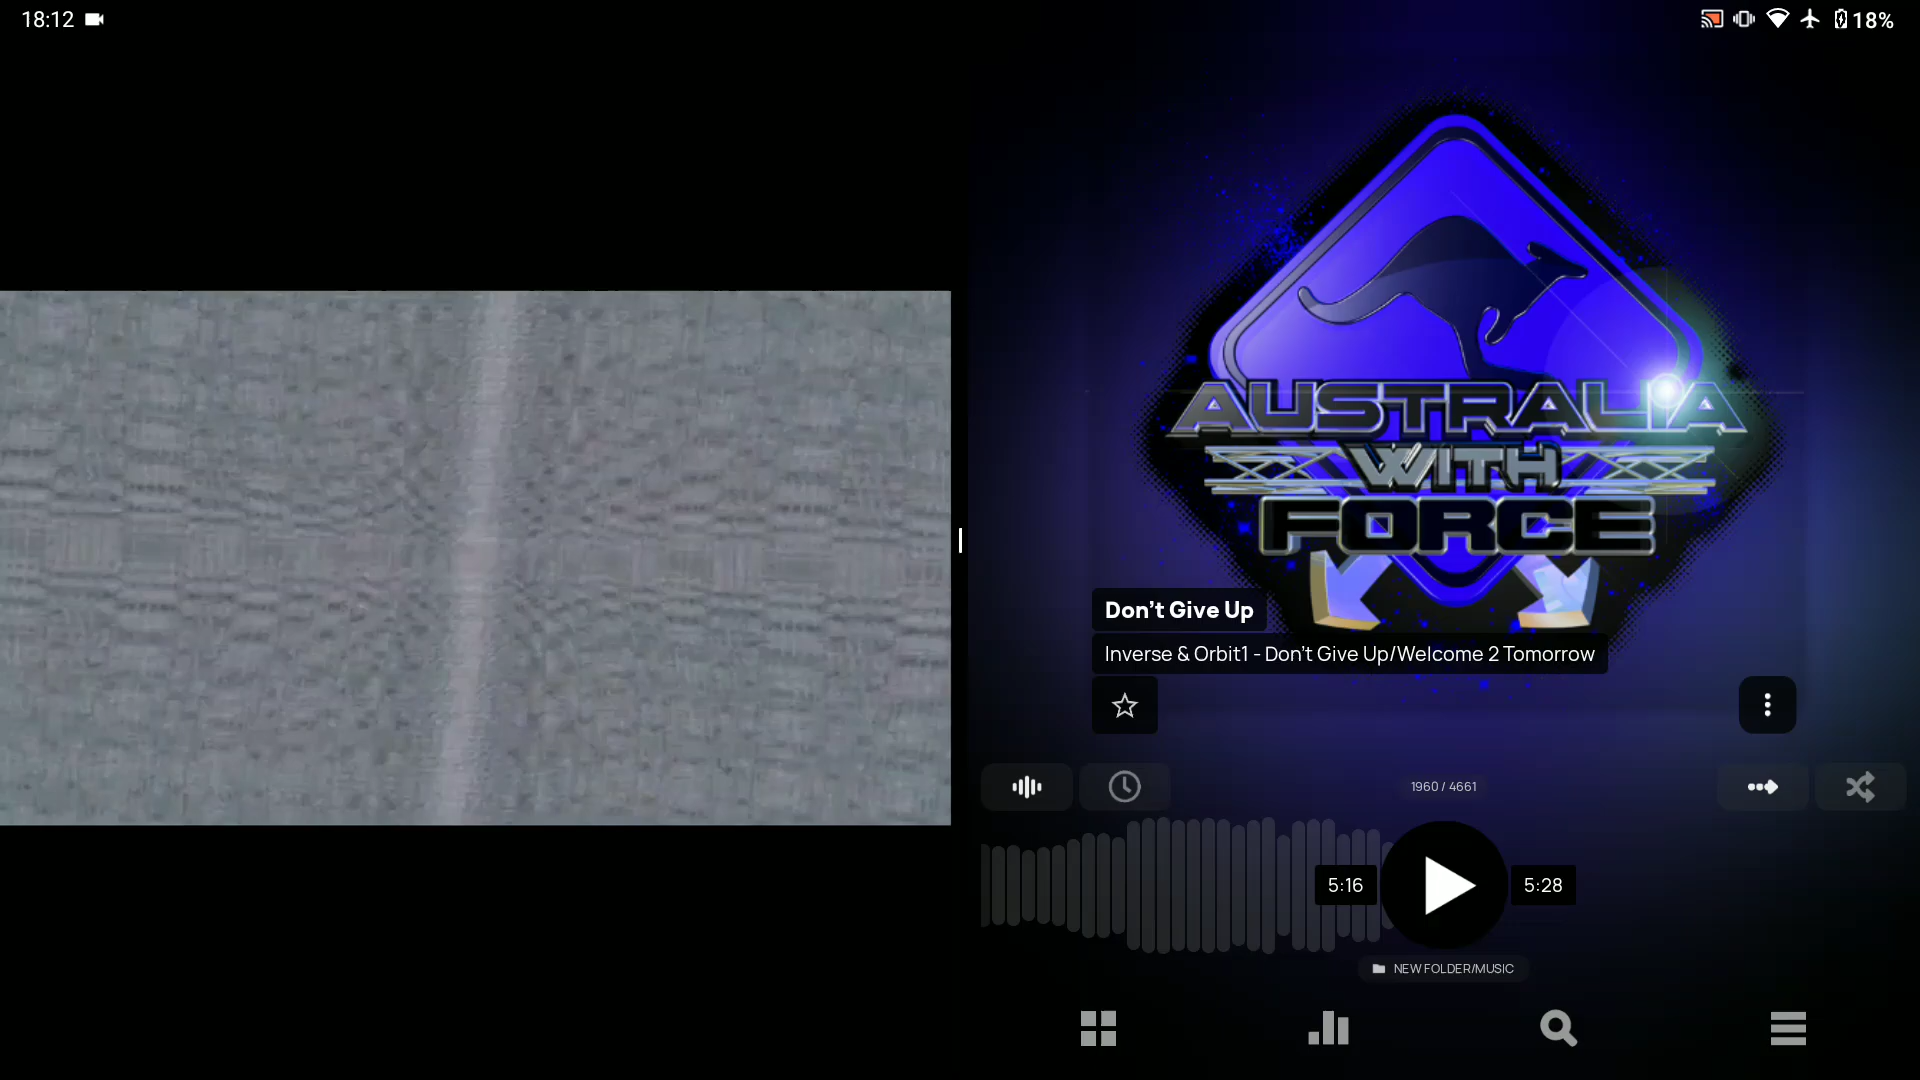 18:12
18%
AUSTRALIA
WITH
FORCE
Don't Give Up
Inverse & Orbit1 - Don't Give Up/Welcome 2 Tomorrow
1960 / 4661
5:16
5:28
NEW FOLDER/MUSIC